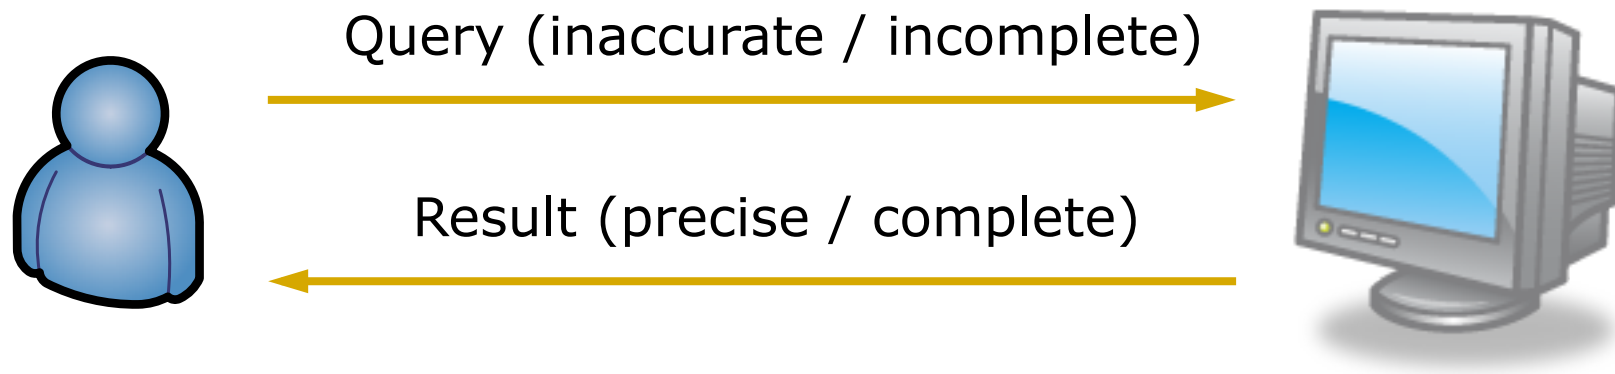 Query (inaccurate / incomplete)
Result (precise / complete)